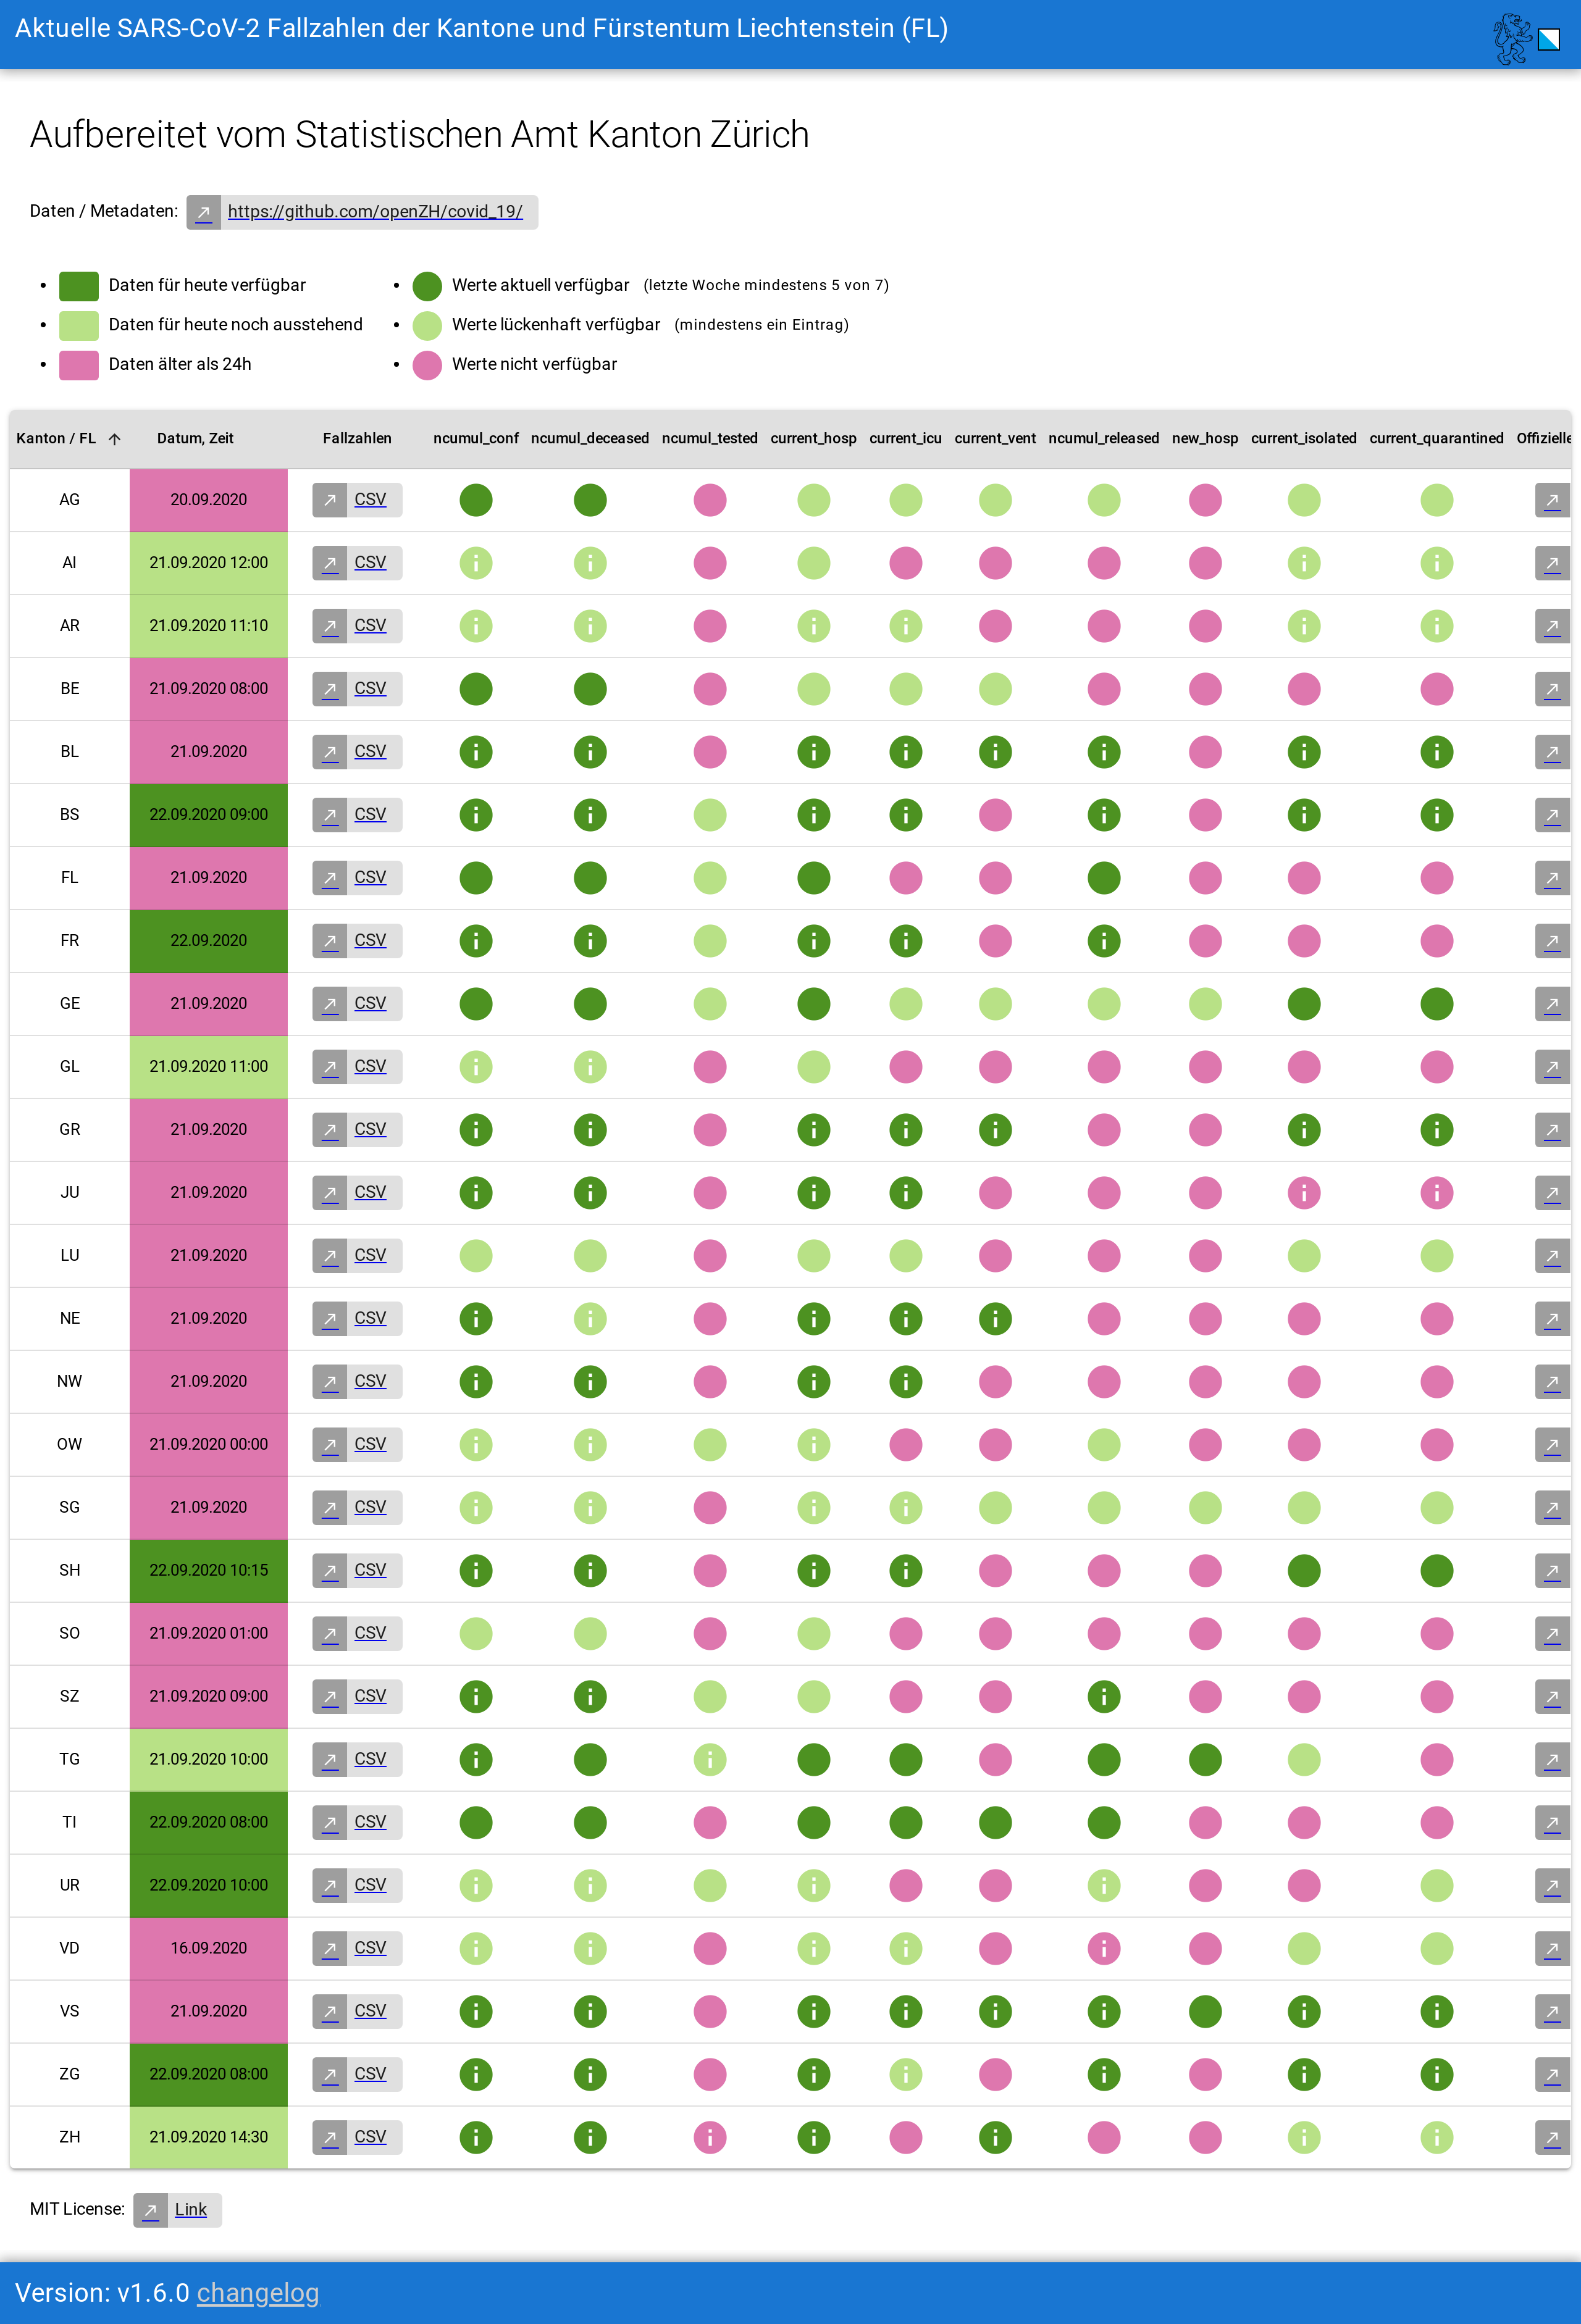 Aktuelle SARS-CoV-2 Fallzahlen der Kantone und Fürstentum Liechtenstein (FL)
Aufbereitet vom Statistischen Amt Kanton Zürich
Daten / Metadaten: https://github.com/openZH/covid_19/
Daten für heute verfügbar
Daten für heute noch ausstehend
Daten älter als 24h
Werte aktuell verfügbar (letzte Woche mindestens 5 von 7)
Werte lückenhaft verfügbar (mindestens ein Eintrag)
Werte nicht verfügbar
Kanton / FL Datum, Zeit Fallzahlen ncumul_conf ncumul_deceased ncumul_tested current_hosp current_icu current_vent ncumul_released new_hosp current_isolated current_quarantined Offizielle
AG 20.09.2020 CSV
AI 21.09.2020 12:00 CSV
AR 21.09.2020 11:10 CSV
BE 21.09.2020 08:00 CSV
BL 21.09.2020 CSV
BS 22.09.2020 09:00 CSV
FL 21.09.2020 CSV
FR 22.09.2020 CSV
GE 21.09.2020 CSV
GL 21.09.2020 11:00 CSV
GR 21.09.2020 CSV
JU 21.09.2020 CSV
LU 21.09.2020 CSV
NE 21.09.2020 CSV
NW 21.09.2020 CSV
OW 21.09.2020 00:00 CSV
SG 21.09.2020 CSV
SH 22.09.2020 10:15 CSV
SO 21.09.2020 01:00 CSV
SZ 21.09.2020 09:00 CSV
TG 21.09.2020 10:00 CSV
TI 22.09.2020 08:00 CSV
UR 22.09.2020 10:00 CSV
VD 16.09.2020 CSV
VS 21.09.2020 CSV
ZG 22.09.2020 08:00 CSV
ZH 21.09.2020 14:30 CSV
MIT License: Link
Version: v1.6.0 changelog